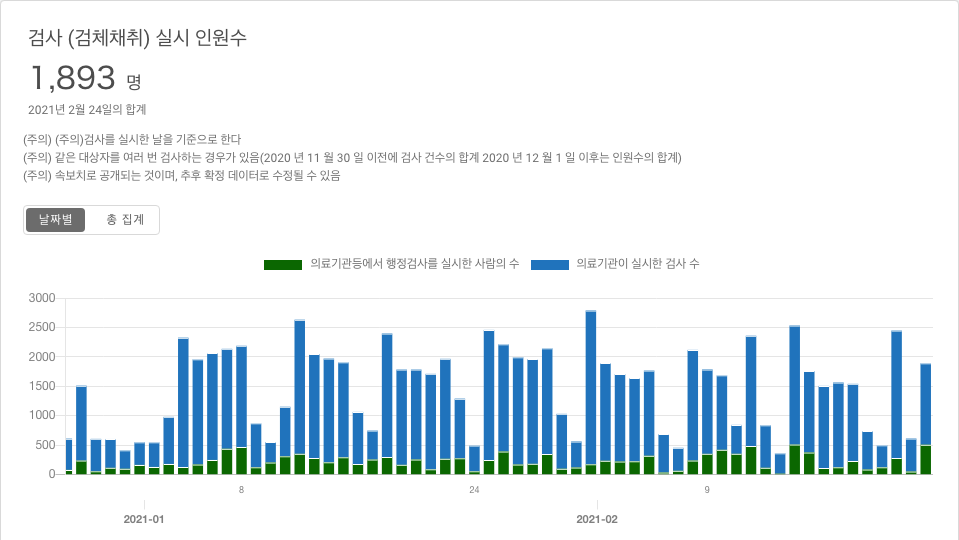 검사 (검체채취) 실시 인원수
1,893 명
2021년 2월 24일의 합계
(주의) (주의)검사를 실시한 날을 기준으로 한다
(주의) 같은 대상자를 여러 번 검사하는 경우가 있음(2020 년 11 월 30 일 이전에 검사 건수의 합계 2020 년 12 월 1 일 이후는 인원수의 합계)
(주의) 속보치로 공개되는 것이며, 추후 확정 데이터로 수정될 수 있음
날짜별 총 집계
의료기관등에서 행정검사를 실시한 사람의 수 의료기관이 실시한 검사 수
3000
2500
2000
1500
1000
500
0
8 24 9
2021-01 2021-02